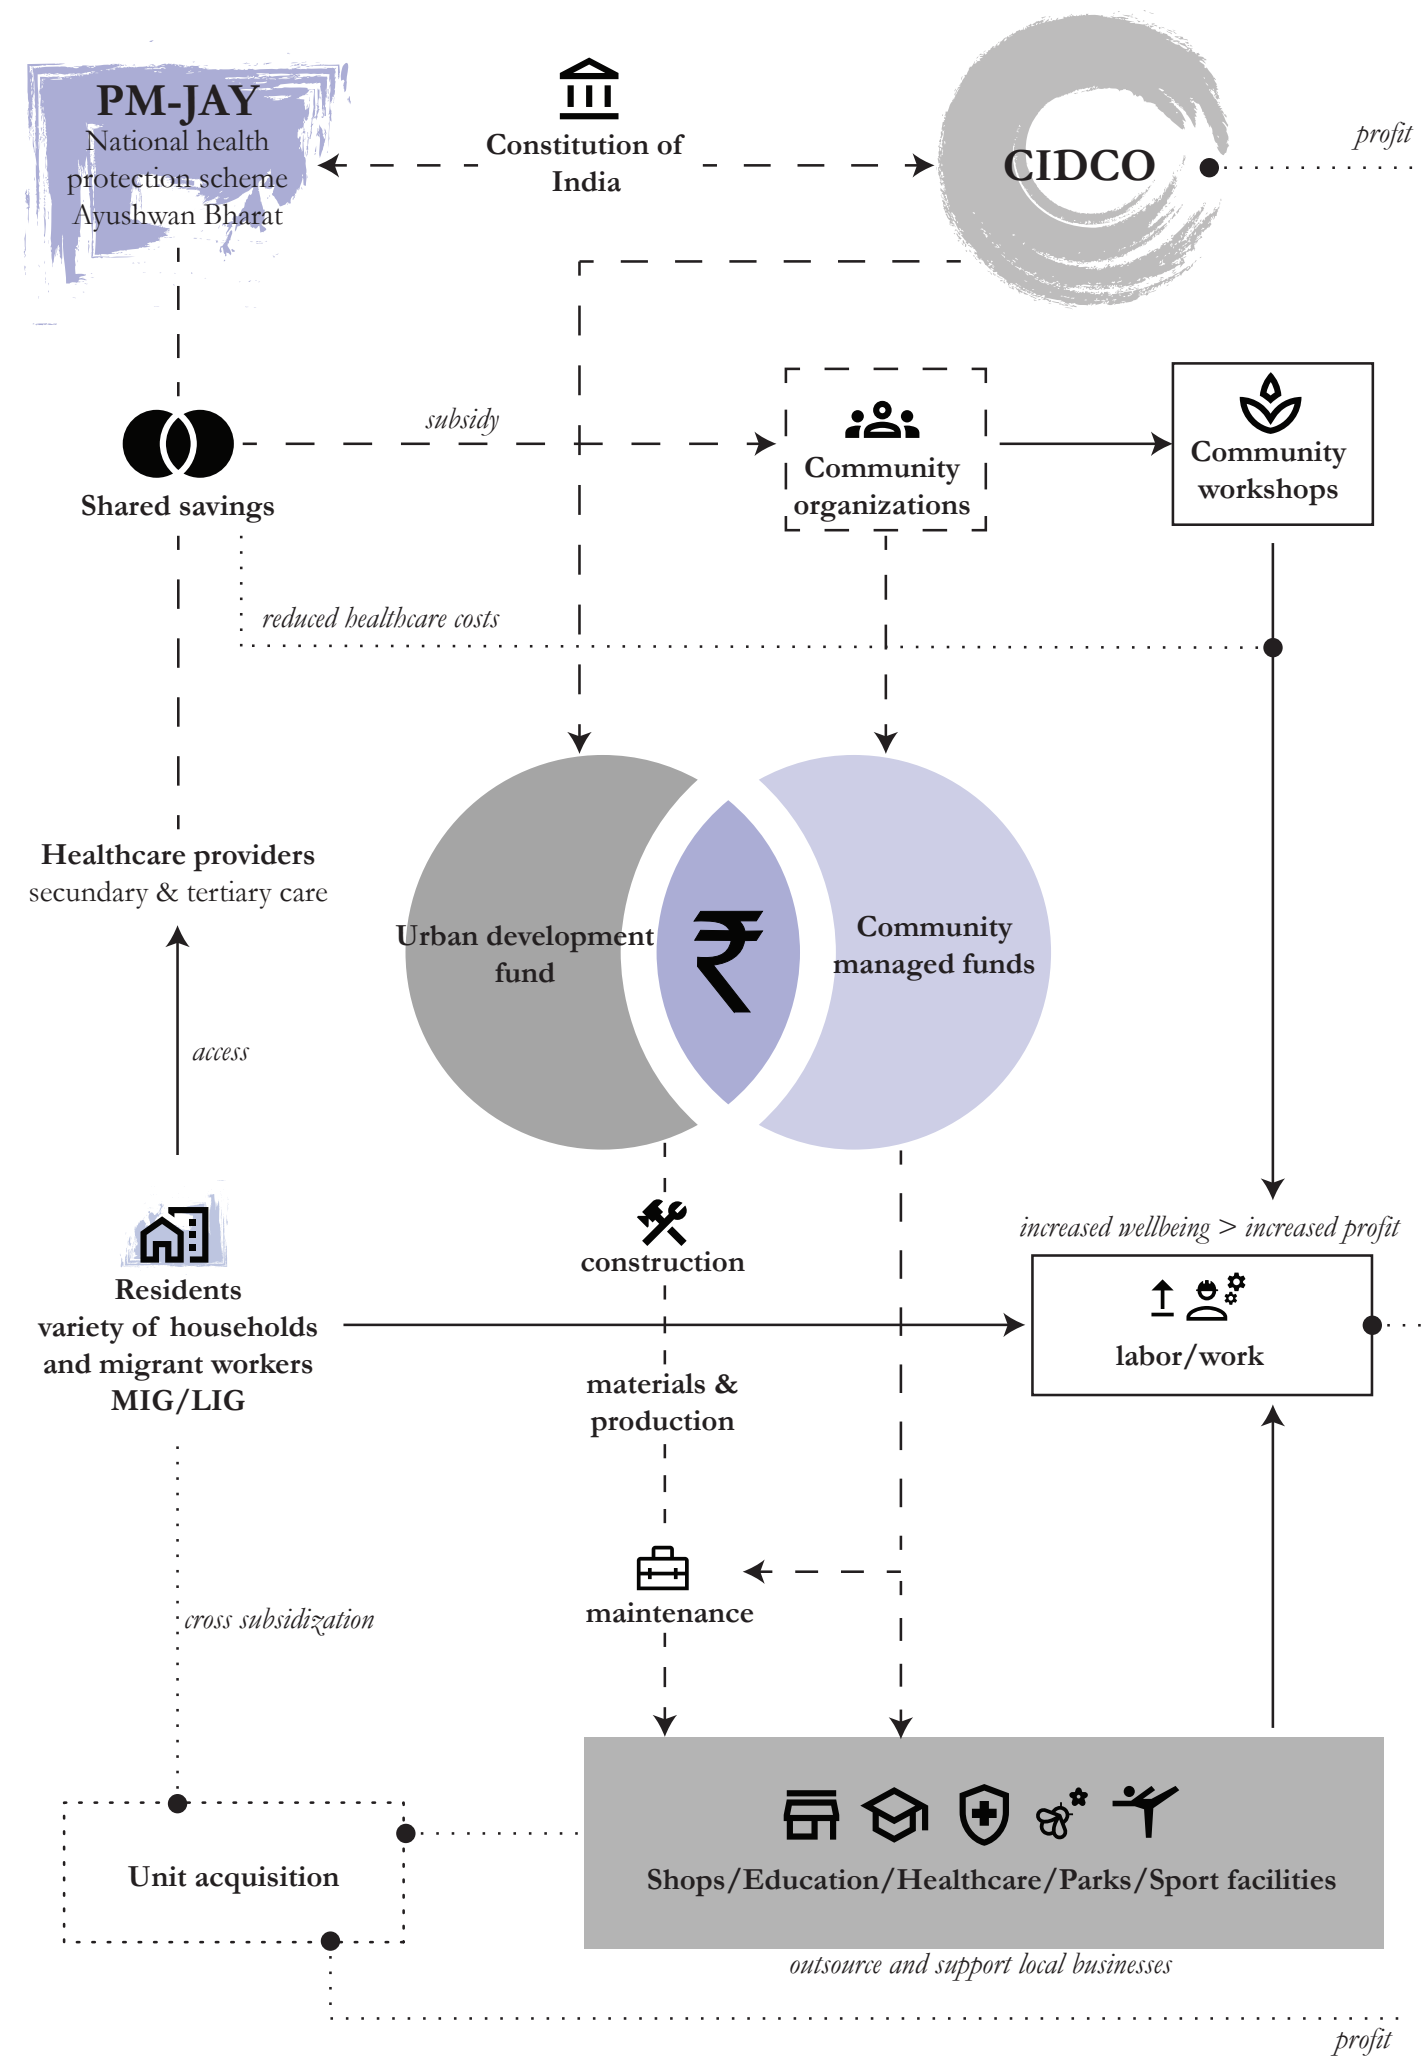 PM-JAY
National health
protection scheme
Ayushwan Bharat
Constitution of
India
CIDCO
profit
subsidy
Shared savings
Community
organizations
Community
workshops
reduced healthcare costs
Healthcare providers
secundary & tertiary care
Urban development
fund
₹
Community
managed funds
access
Residents
variety of households
and migrant workers
MIG/LIG
construction
materials &
production
maintenance
increased wellbeing > increased profit
labor/work
cross subsidization
Unit acquisition
Shops/Education/Healthcare/Parks/Sport facilities
outsource and support local businesses
profit